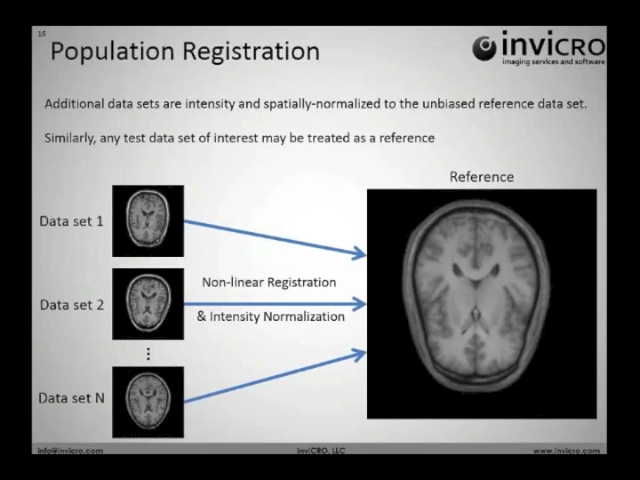 16
Population Registration
invicro
imaging services and software
Additional data sets are intensity and spatially-normalized to the unbiased reference data set.
Similarly, any test data set of interest may be treated as a reference
Reference
Data set 1
Data set 2
Non-linear Registration
& Intensity Normalization
⋮
Data set N
info@invicro.com
inviCRO, LLC
www.invicro.com